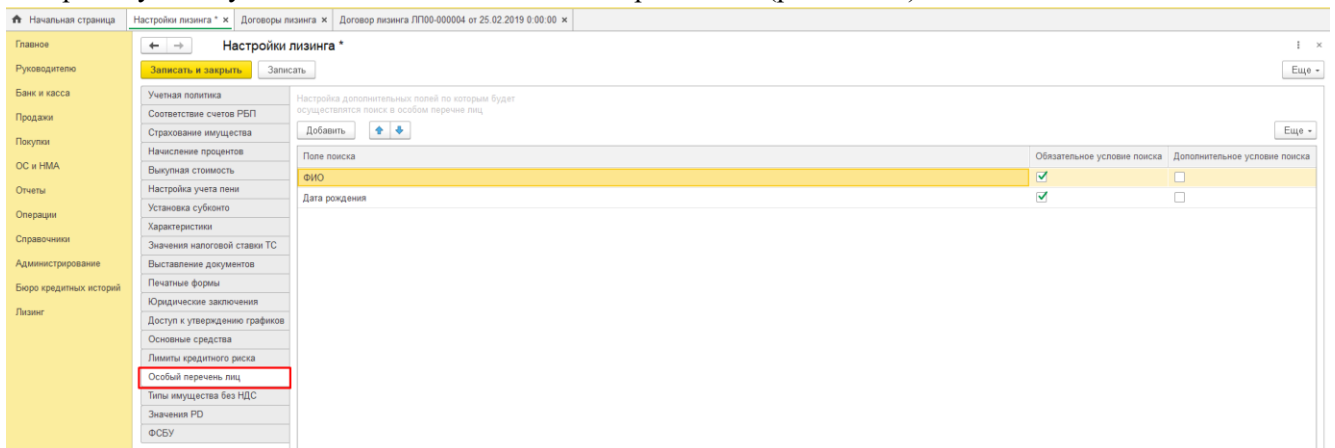 Начальная страница Настройки лизинга * × Договоры лизинга × Договор лизинга ЛП00-000004 от 25.02.2019 0:00:00 ×
Настройки лизинга *
Записать и закрыть Записать Еще
Главное
Руководителю
Банк и касса
Продажи
Покупки
ОС и НМА
Отчеты
Операции
Справочники
Администрирование
Бюро кредитных историй
Лизинг
Учетная политика
Соответствие счетов РБП
Страхование имущества
Начисление процентов
Выкупная стоимость
Настройка учета пени
Установка субконто
Характеристики
Значения налоговой ставки ТС
Выставление документов
Печатные формы
Юридические заключения
Доступ к утверждению графиков
Основные средства
Лимиты кредитного риска
Особый перечень лиц
Типы имущества без НДС
Значения PD
ФСБУ
Настройка дополнительных полей по которым будет
осуществлятся поиск в особом перечне лиц
Добавить Еще
Поле поиска Обязательное условие поиска Дополнительное условие поиска
ФИО
Дата рождения